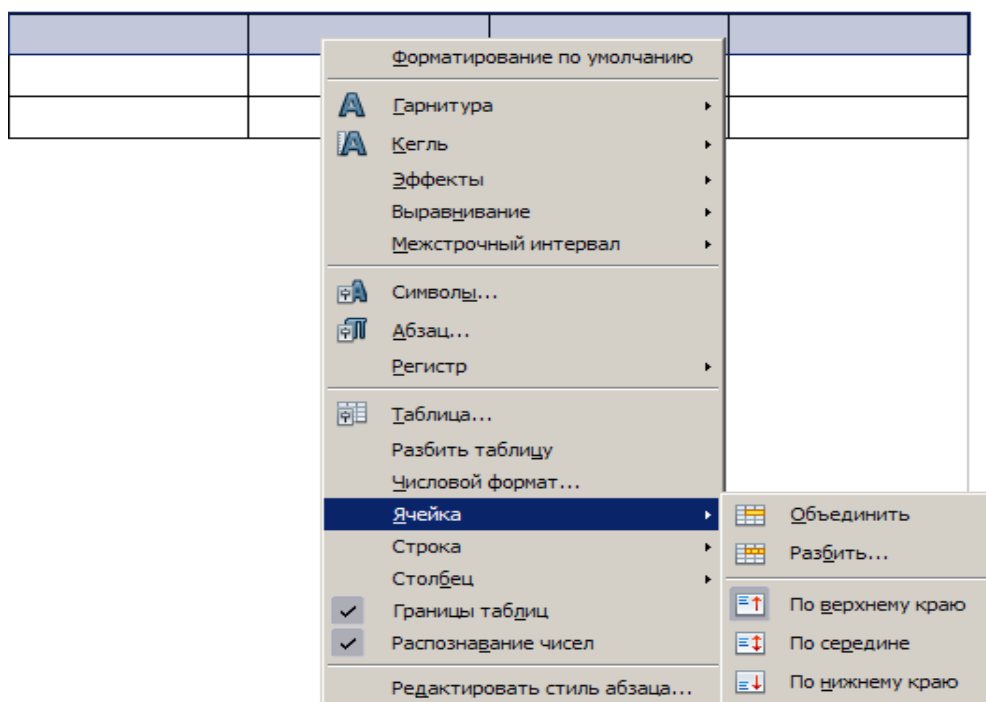 Форматирование по умолчанию
Гарнитура
Кегль
Эффекты
Выравнивание
Межстрочный интервал
Символы...
Абзац...
Регистр
Таблица...
Разбить таблицу
Числовой формат...
Ячейка
Строка
Столбец
Границы таблиц
Распознавание чисел
Редактировать стиль абзаца...
Объединить
Разбить...
По верхнему краю
По середине
По нижнему краю